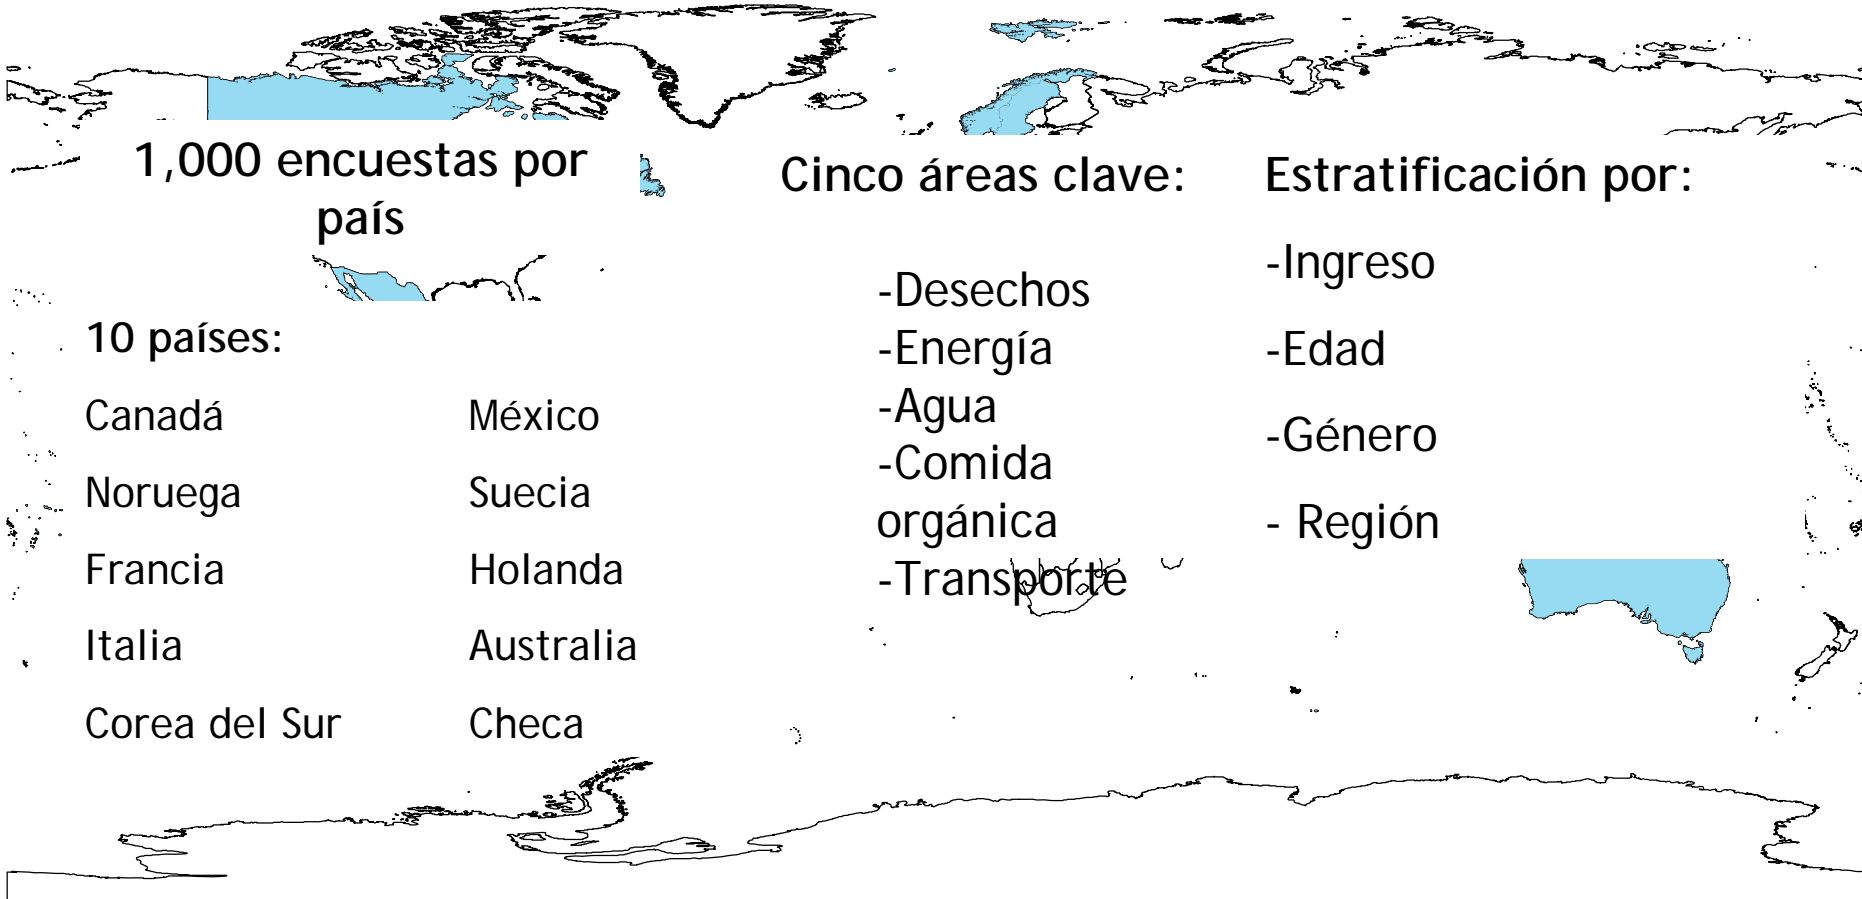 1,000 encuestas por
país
10 países:
Canadá
México
Noruega
Suecia
Francia
Holanda
Italia
Australia
Corea del Sur
Checa
Cinco áreas clave:
-Desechos
-Energía
-Agua
-Comida
orgánica
-Transporte
Estratificación por:
-Ingreso
-Edad
-Género
- Región